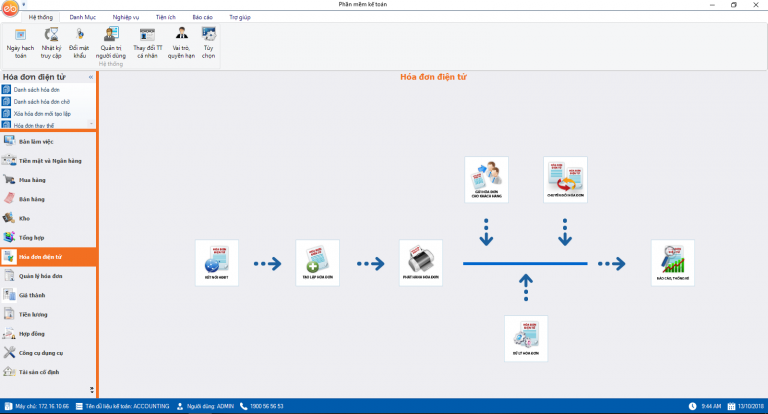 Phần mềm kế toán
eb
Hệ thống
Danh Mục
Nghiệp vụ
Tiện ích
Báo cáo
Trợ giúp
Ngày hạch toán
Nhật ký truy cập
Đổi mật khẩu
Quản trị người dùng
Thay đổi TT cá nhân
Vai trò, quyền hạn
Tùy chọn
Hệ thống
Hóa đơn điện tử
«
Danh sách hóa đơn
Danh sách hóa đơn chờ
Xóa hóa đơn mới tạo lập
Hóa đơn thay thế
Bàn làm việc
Tiền mặt và Ngân hàng
Mua hàng
Bán hàng
Kho
Tổng hợp
Hóa đơn điện tử
Quản lý hóa đơn
Giá thành
Tiền lương
Hợp đồng
Công cụ dụng cụ
Tài sản cố định
Hóa đơn điện tử
GỬI HÓA ĐƠN CHO KHÁCH HÀNG
CHUYỂN ĐỔI HÓA ĐƠN
KẾT NỐI HĐĐT
TẠO LẬP HÓA ĐƠN
PHÁT HÀNH HÓA ĐƠN
BÁO CÁO, THỐNG KÊ
XỬ LÝ HÓA ĐƠN
Máy chủ: 172.16.10.66
Tên dữ liệu kế toán: ACCOUNTING
Người dùng: ADMIN
1900 56 56 53
9:44 AM
13/10/2018